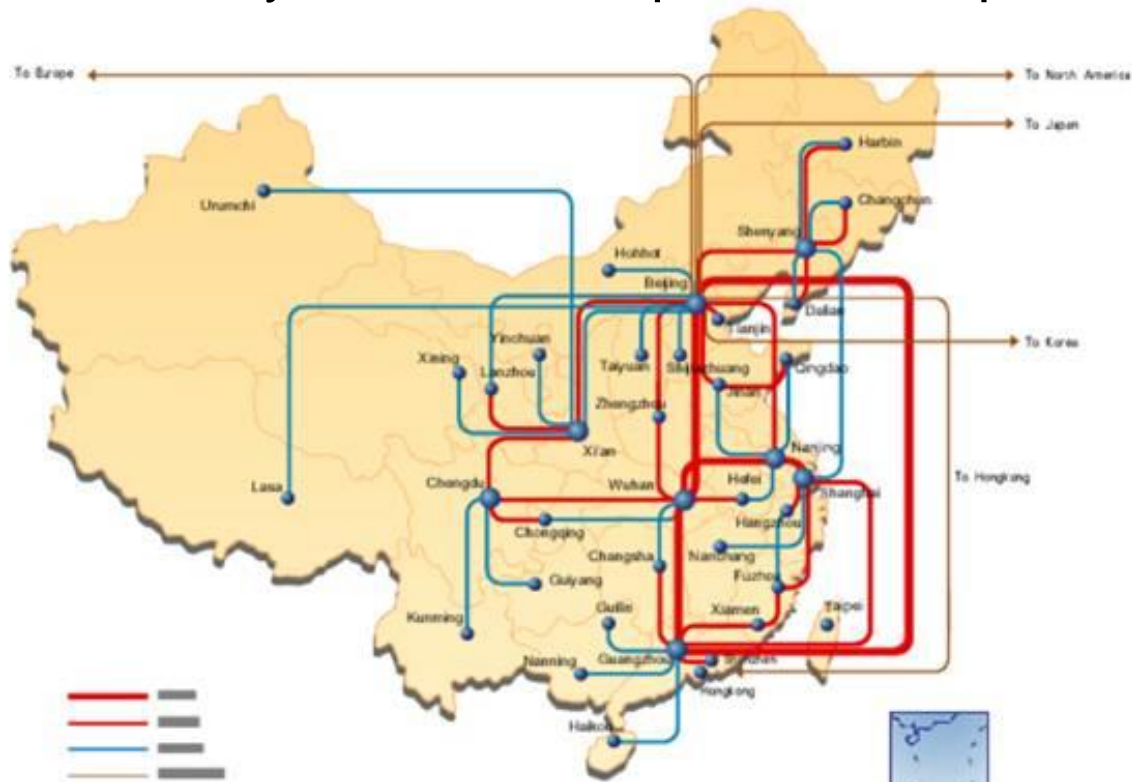 To Europe
To North America
To Japan
Harbin
Urumchi
Changchun
Shenyang
Hohhot
Beijing
Dalian
Tianjin
Yinchuan
To Korea
Xining
Lanzhou
Taiyuan
Qingdao
Jinan
Zhengzhou
Xi'an
Nanjing
Lasa
Chengdu
Wuhan
Hefei
Shanghai
To Hongkong
Hangzhou
Chongqing
Changsha
Nanchang
Guiyang
Fuzhou
Kunming
Guilin
Xiamen
Taipei
Nanning
Guangzhou
Hongkong
Haikou